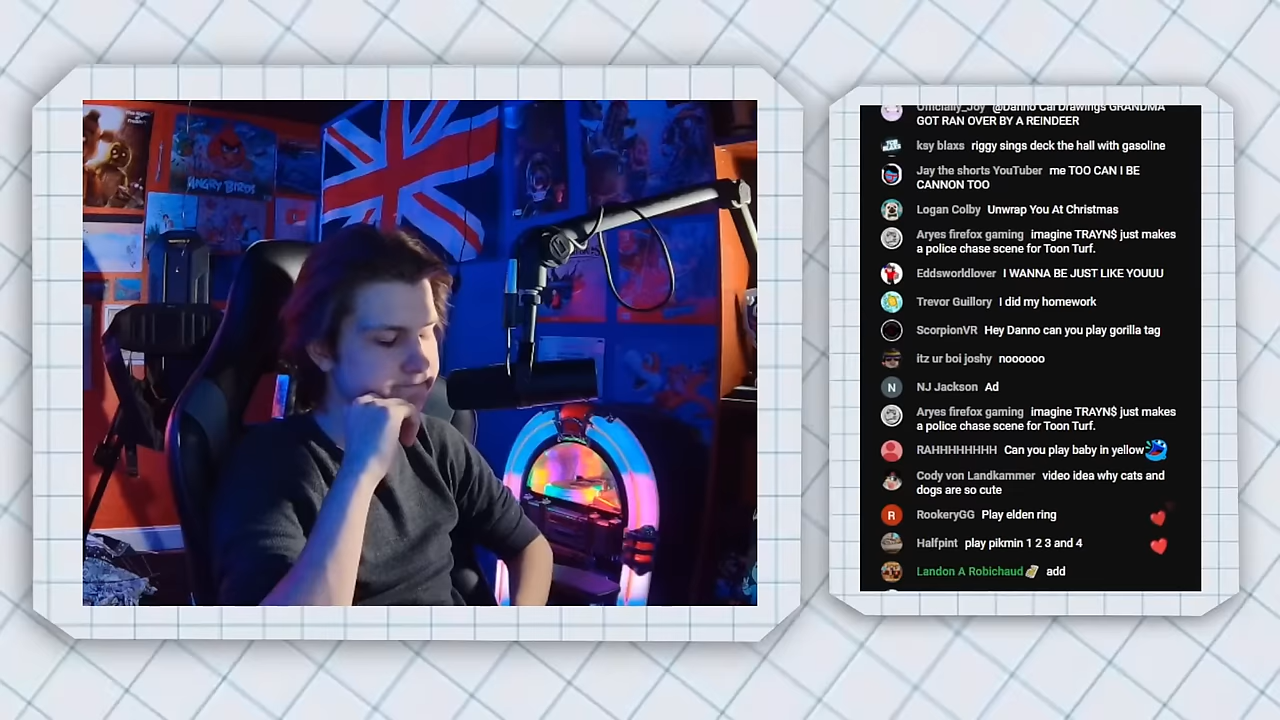 ANGRY BIRDS
Officially_Joy @Danno Cal Drawings GRANDMA
GOT RAN OVER BY A REINDEER
ksy blaxs riggy sings deck the hall with gasoline
Jay the shorts YouTuber me TOO CAN I BE
CANNON TOO
Logan Colby Unwrap You At Christmas
Aryes firefox gaming imagine TRAYN$ just makes
a police chase scene for Toon Turf.
Eddsworldlover I WANNA BE JUST LIKE YOUUU
Trevor Guillory I did my homework
ScorpionVR Hey Danno can you play gorilla tag
itz ur boi joshy noooooo
N NJ Jackson Ad
Aryes firefox gaming imagine TRAYN$ just makes
a police chase scene for Toon Turf.
RAHHHHHHHH Can you play baby in yellow
Cody von Landkammer video idea why cats and
dogs are so cute
R RookeryGG Play elden ring
Halfpint play pikmin 1 2 3 and 4
Landon A Robichaud add